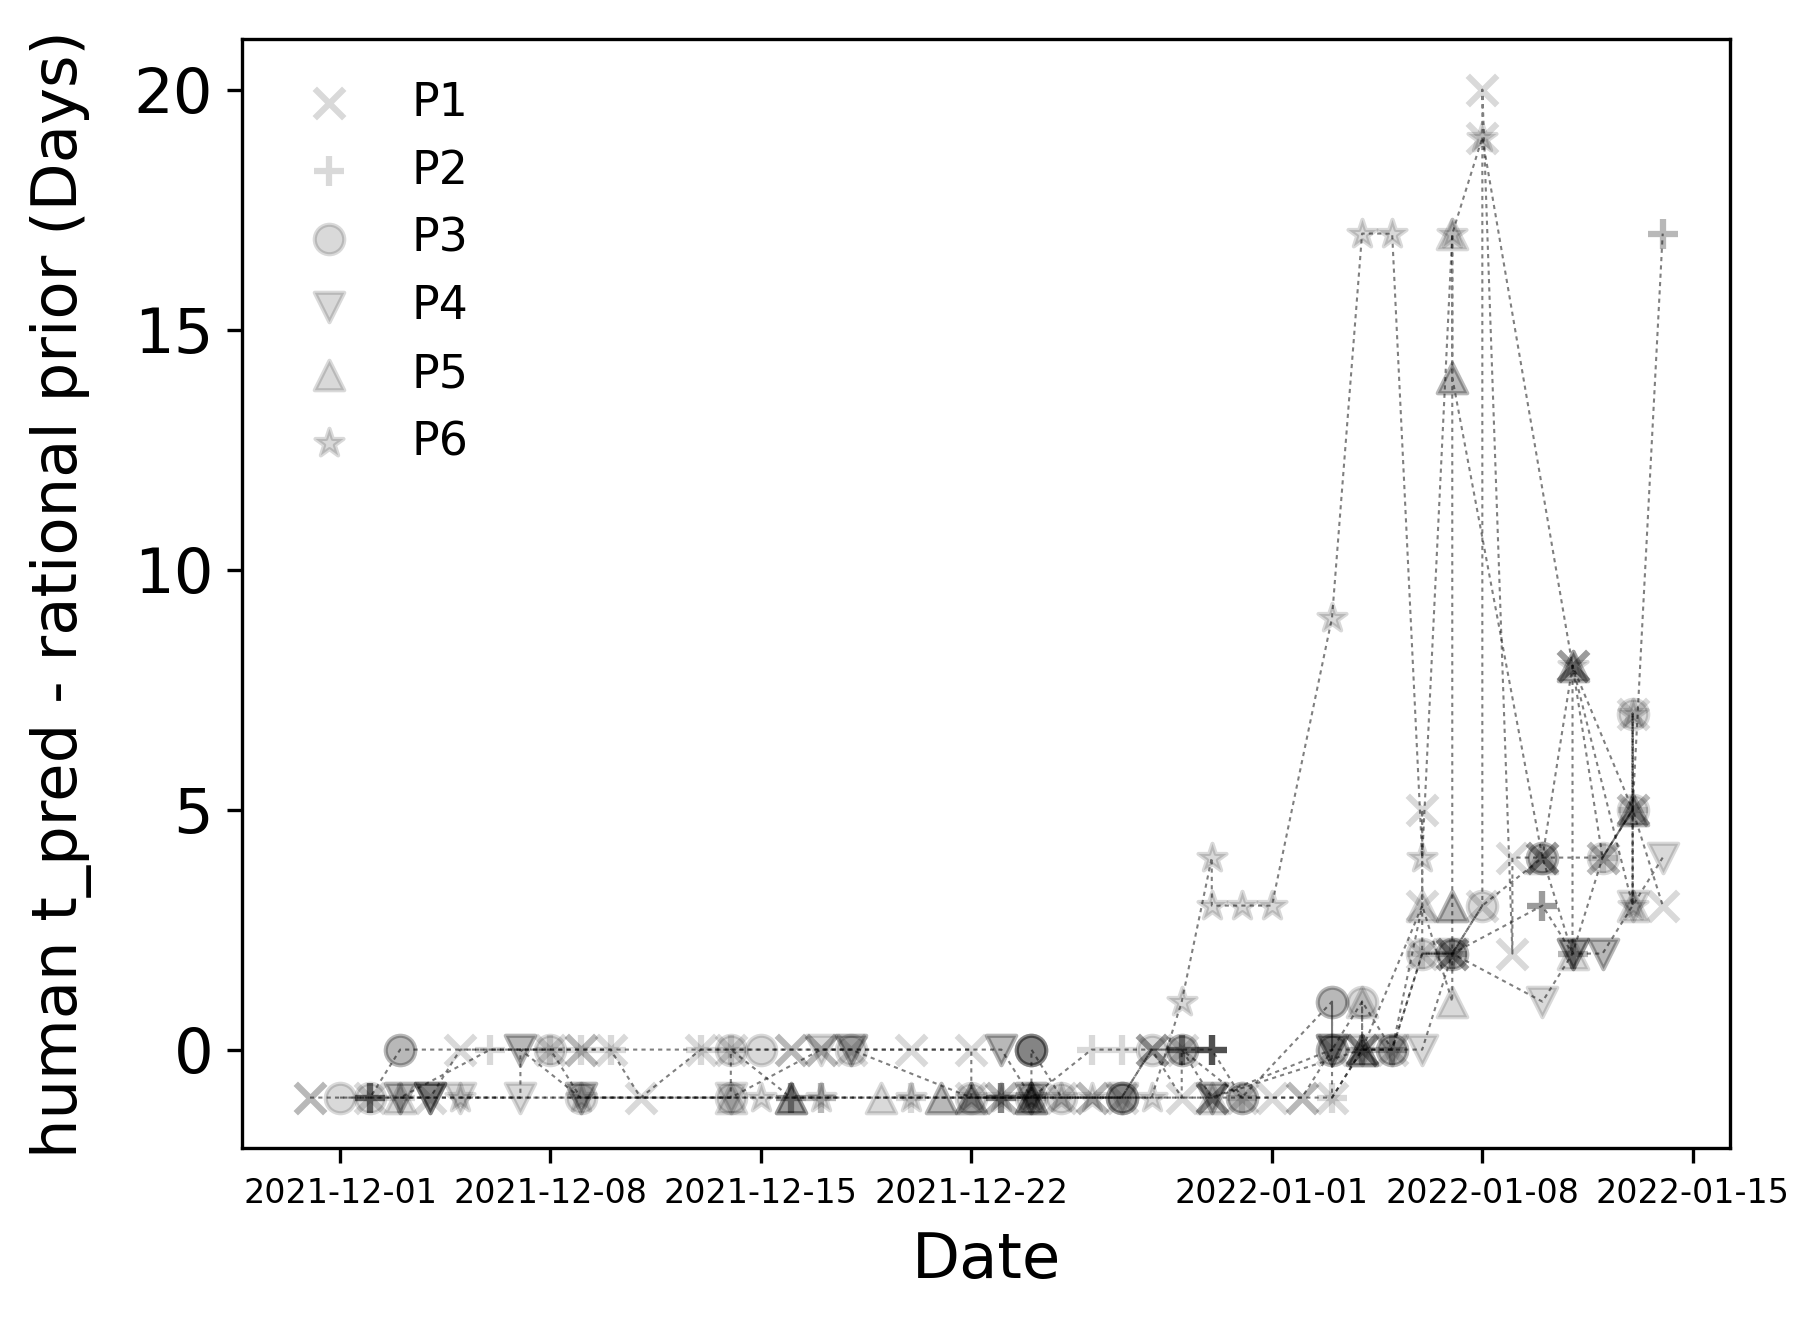 human t_pred - rational prior (Days)
20
15
10
5
0
P1
P2
P3
P4
P5
P6
2021-12-01 2021-12-08 2021-12-15 2021-12-22 2022-01-01 2022-01-08 2022-01-15
Date